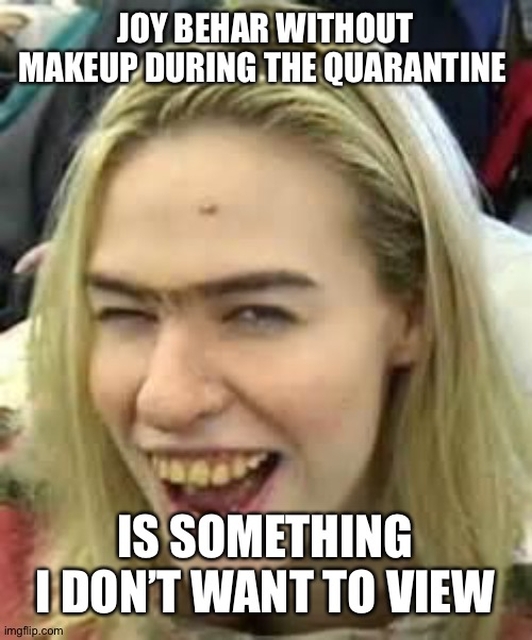 JOY BEHAR WITHOUT
MAKEUP DURING THE QUARANTINE
IS SOMETHING
I DON'T WANT TO VIEW
imgflip.com